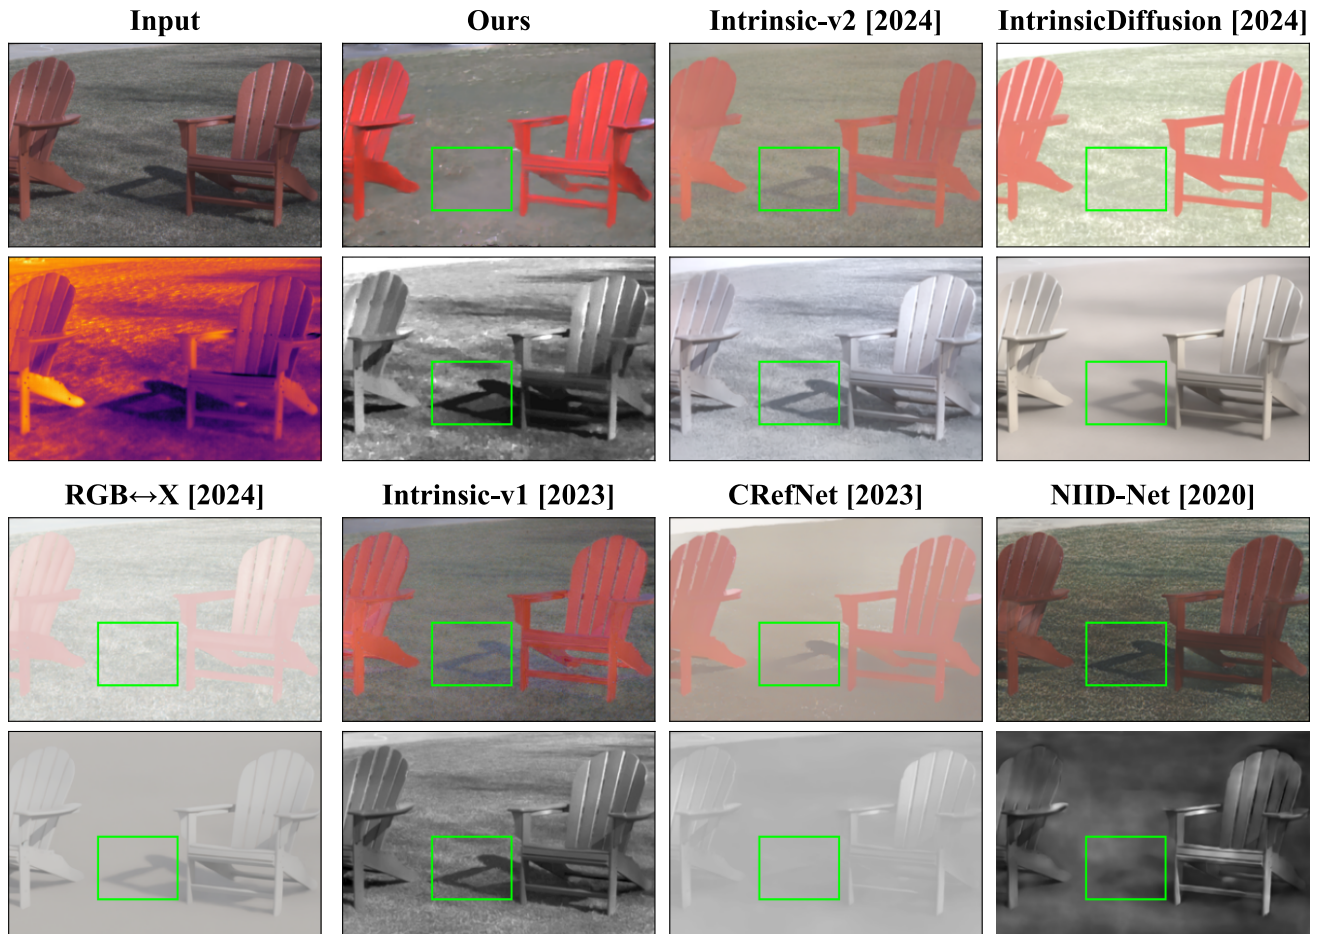 Input
Ours
Intrinsic-v2 [2024]
IntrinsicDiffusion [2024]
RGB↔X [2024]
Intrinsic-v1 [2023]
CRefNet [2023]
NIID-Net [2020]